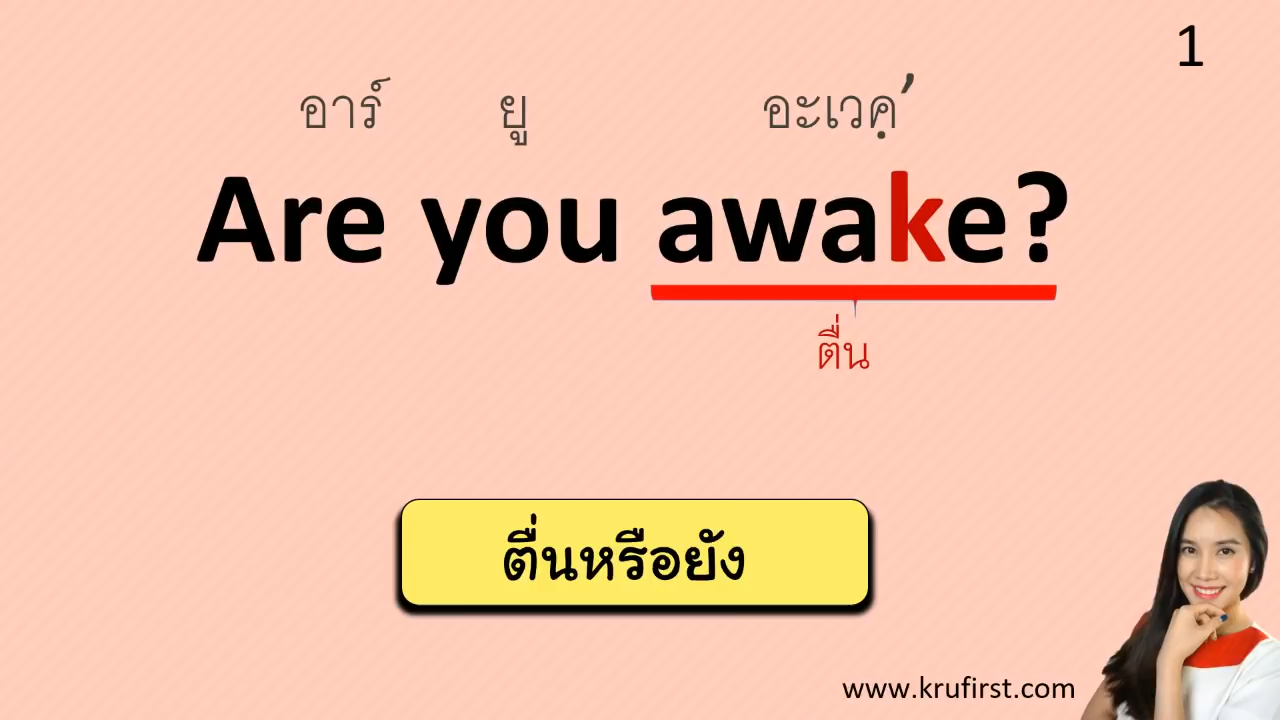 1
อาร์ ยู อะเวคฺ’
Are you awake?
ตื่น
ตื่นหรือยัง
www.krufirst.com